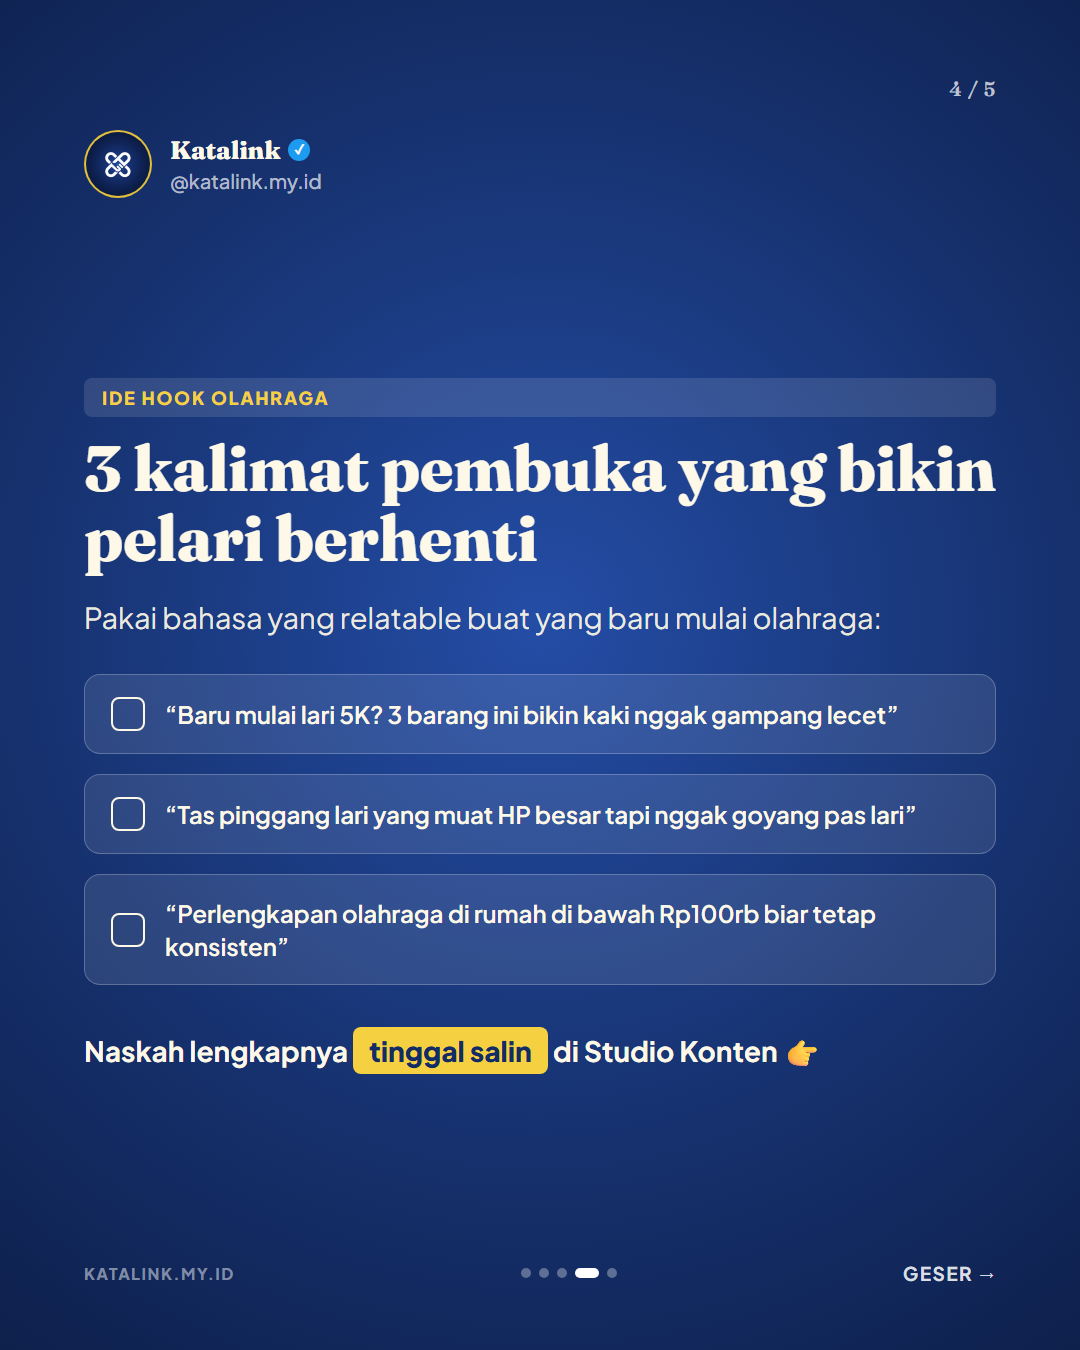 4 / 5
Katalink
@katalink.my.id
IDE HOOK OLAHRAGA
3 kalimat pembuka yang bikin
pelari berhenti
Pakai bahasa yang relatable buat yang baru mulai olahraga:
“Baru mulai lari 5K? 3 barang ini bikin kaki nggak gampang lecet”
“Tas pinggang lari yang muat HP besar tapi nggak goyang pas lari”
“Perlengkapan olahraga di rumah di bawah Rp100rb biar tetap
konsisten”
Naskah lengkapnya tinggal salin di Studio Konten 👉
KATALINK.MY.ID
GESER →